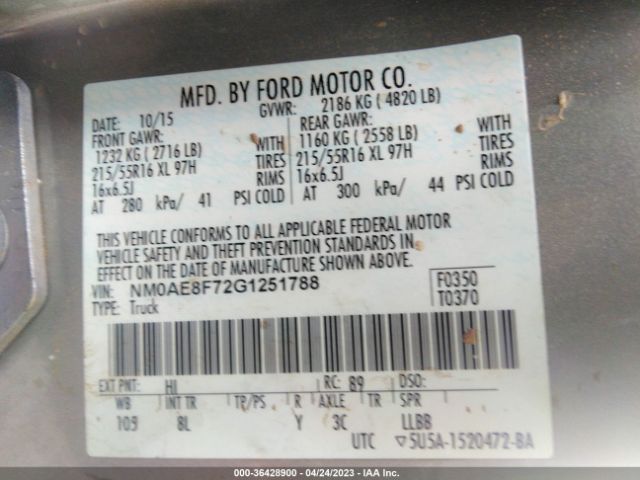 MFD. BY FORD MOTOR CO.
DATE: 10/15 GVWR: 2186 KG ( 4820 LB)
FRONT GAWR: REAR GAWR:
1232 KG ( 2716 LB) WITH 1160 KG ( 2558 LB) WITH
215/55R16 XL 97H TIRES 215/55R16 XL 97H TIRES
16x6.5J RIMS 16x6.5J RIMS
AT 280 kPa/ 41 PSI COLD AT 300 kPa/ 44 PSI COLD
THIS VEHICLE CONFORMS TO ALL APPLICABLE FEDERAL MOTOR
VEHICLE SAFETY AND THEFT PREVENTION STANDARDS IN
EFFECT ON THE DATE OF MANUFACTURE SHOWN ABOVE.
VIN: NM0AE8F72G1251788 F0350
TYPE: Truck T0370
EXT PNT: HI RC: 89 DSO:
WB INT TR TP/PS R AXLE TR SPR
105 8L Y 3C LLBB
UTC ▽5U5A-1520472-BA
000-36428900 - 04/24/2023 - IAA Inc.